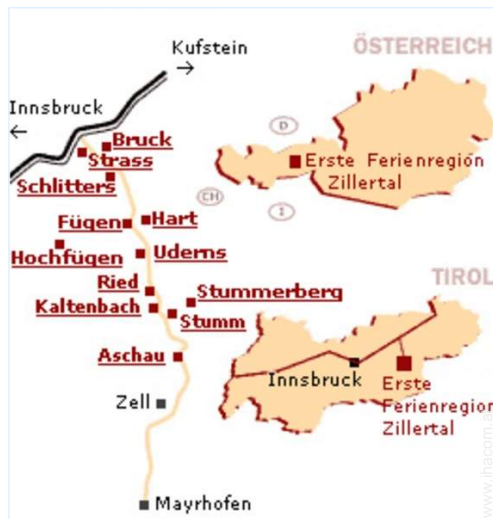 Kufstein
→
ÖSTERREICH
Innsbruck
←
Bruck
Strass
Schlitters
D
Erste Ferienregion
Zillertal
CH
I
Fügen
Hart
Hochfügen
Uderns
Ried
Kaltenbach
Stummerberg
Stumm
TIROL
Aschau
Innsbruck
Erste
Ferienregion
Zillertal
Zell
Mayrhofen